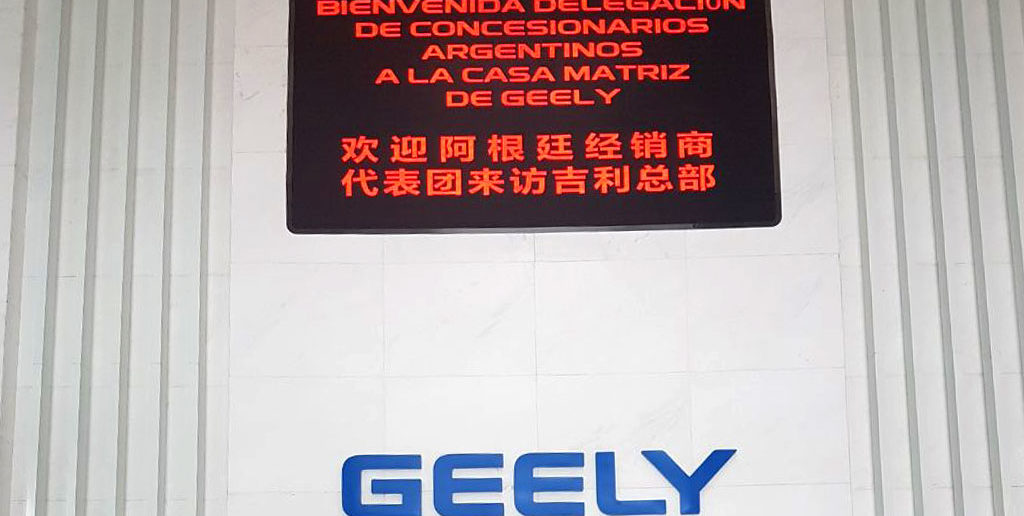 BIENVENIDA DELEGACIÓN
DE CONCESIONARIOS
ARGENTINOS
A LA CASA MATRIZ
DE GEELY
欢迎阿根廷经销商
代表团来访吉利总部
GEELY